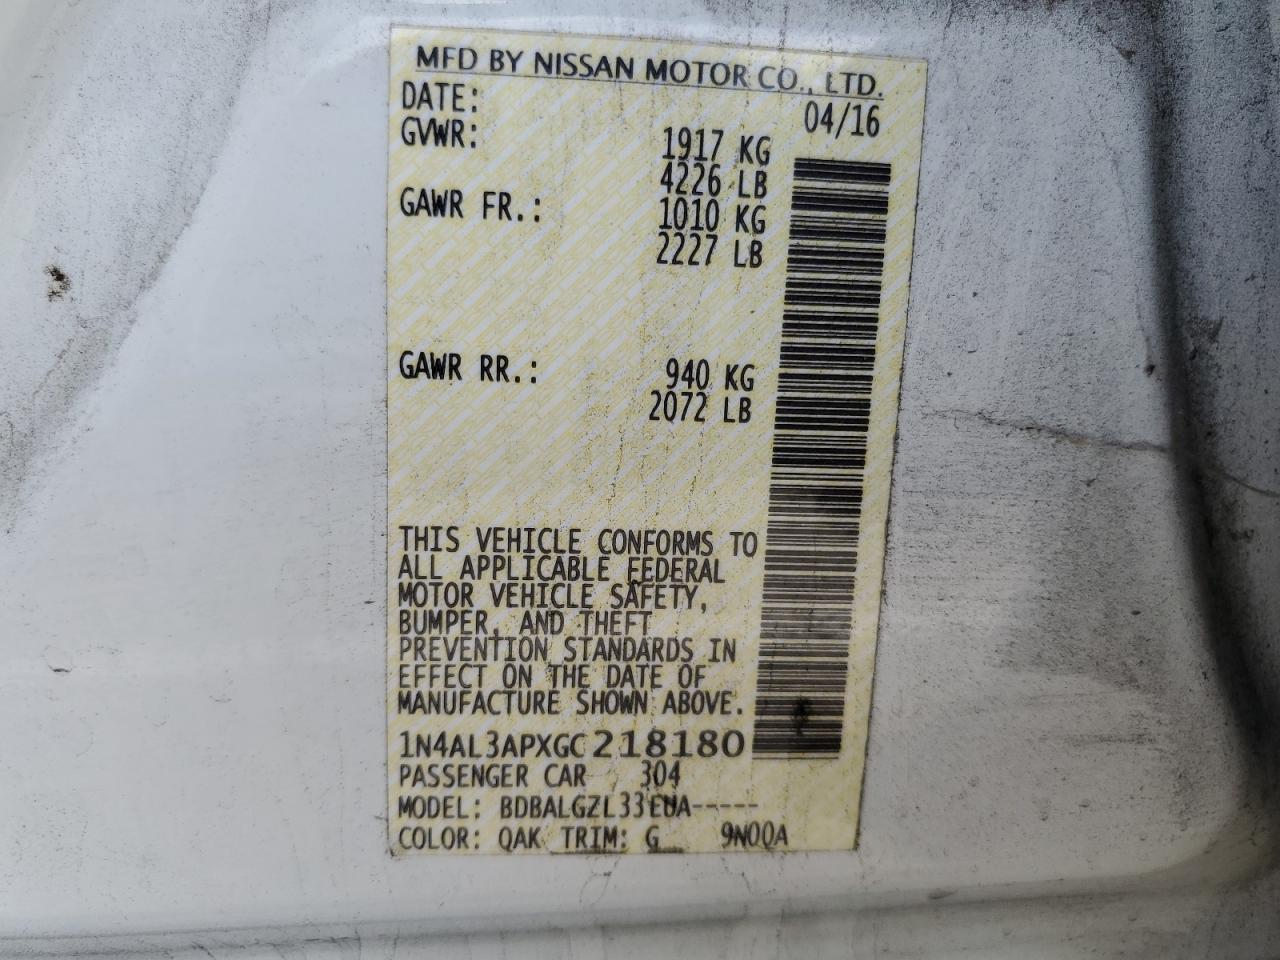 MFD BY NISSAN MOTOR CO., LTD.
DATE: 04/16
GVWR: 1917 KG
4226 LB
GAWR FR.: 1010 KG
2227 LB
GAWR RR.: 940 KG
2072 LB
THIS VEHICLE CONFORMS TO
ALL APPLICABLE FEDERAL
MOTOR VEHICLE SAFETY,
BUMPER, AND THEFT
PREVENTION STANDARDS IN
EFFECT ON THE DATE OF
MANUFACTURE SHOWN ABOVE.
1N4AL3APXGC218180
PASSENGER CAR 304
MODEL: BDBALGZL33EUA-----
COLOR: QAK TRIM: G 9N0QA